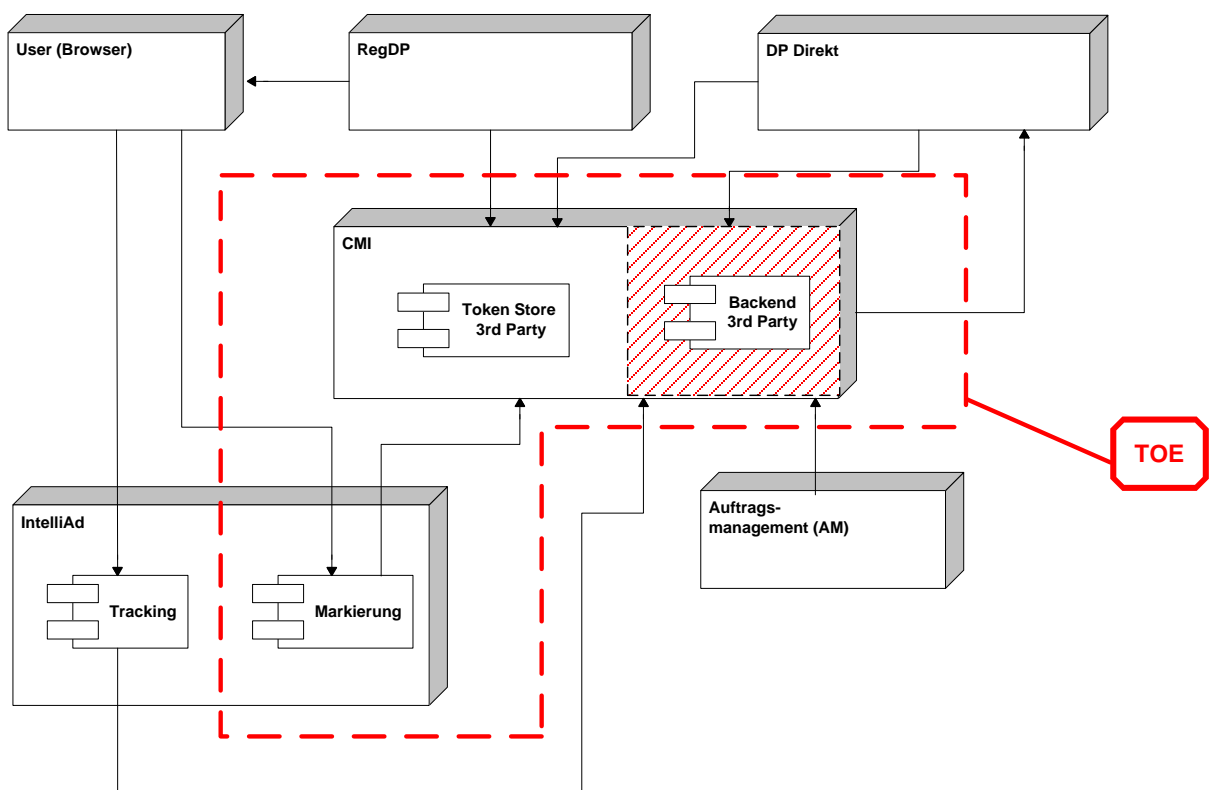 User (Browser)
RegDP
DP Direkt
CMI
Token Store
3rd Party
Backend
3rd Party
TOE
IntelliAd
Auftrags-
management (AM)
Tracking
Markierung